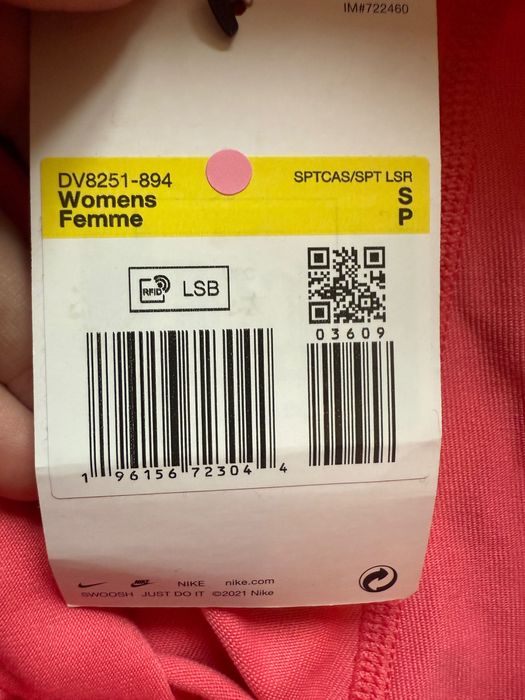 IM#722460
DV8251-894
SPTCAS/SPT LSR
Womens
S
Femme
P
RFID
LSB
03609
1 96156 72304 4
NIKE
NIKE nike.com
SWOOSH JUST DO IT ©2021 Nike